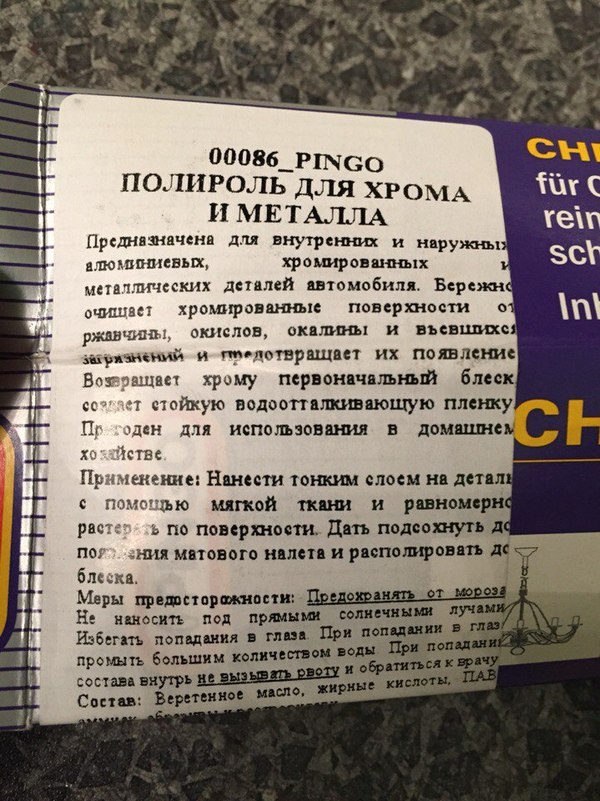 00086_PINGO
ПОЛИРОЛЬ ДЛЯ ХРОМА
И МЕТАЛЛА
Предназначена для внутренних и наружных
алюминиевых, хромированных и
металлических деталей автомобиля. Бережно
очищает хромированные поверхности от
ржавчины, окислов, окалины и въевшихся
загрязнений и предотвращает их появление
Возвращает хрому первоначальный блеск
создает стойкую водоотталкивающую пленку
Пригоден для использования в домашнем
хозяйстве.
Применение: Нанести тонким слоем на деталь
с помощью мягкой ткани и равномерно
растереть по поверхности. Дать подсохнуть до
появления матового налета и располировать до
блеска.
Меры предосторожности: Предохранять от мороза
Не наносить под прямыми солнечными лучами
Избегать попадания в глаза. При попадании в глаз
промыть большим количеством воды. При попадании
состава внутрь не вызывать рвоту и обратиться к врачу
Состав: Веретенное масло, жирные кислоты, ПАВ
CH
für
rein
sch
Inh
CH